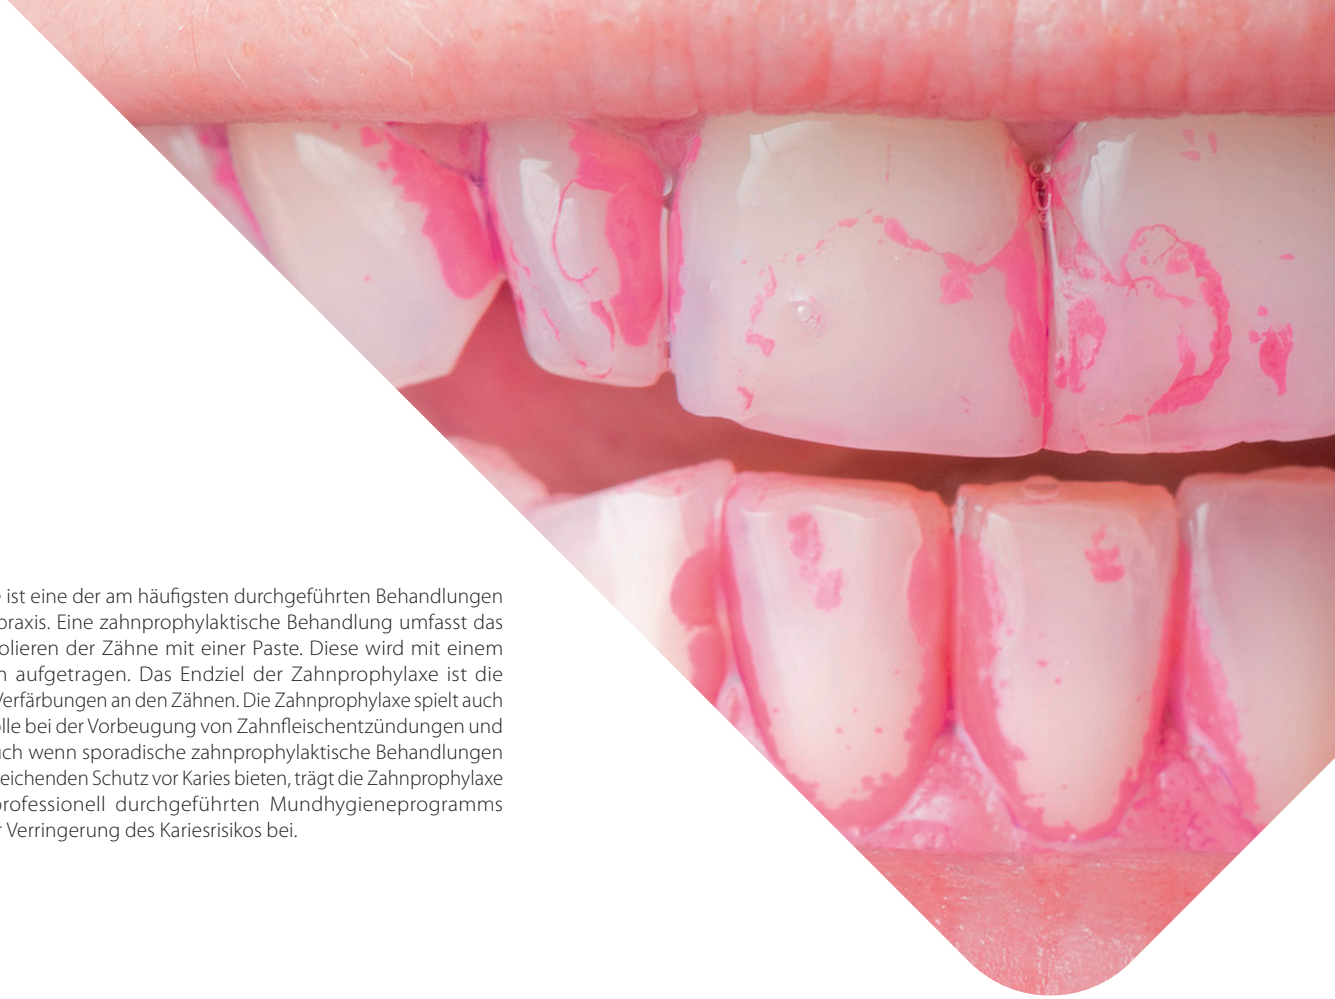 ist eine der am häufigsten durchgeführten Behandlungen
praxis. Eine zahnprophylaktische Behandlung umfasst das
olieren der Zähne mit einer Paste. Diese wird mit einem
aufgetragen. Das Endziel der Zahnprophylaxe ist die
Verfärbungen an den Zähnen. Die Zahnprophylaxe spielt auch
lle bei der Vorbeugung von Zahnfleischentzündungen und
ch wenn sporadische zahnprophylaktische Behandlungen
reichenden Schutz vor Karies bieten, trägt die Zahnprophylaxe
professionell durchgeführten Mundhygieneprogramms
Verringerung des Kariesrisikos bei.